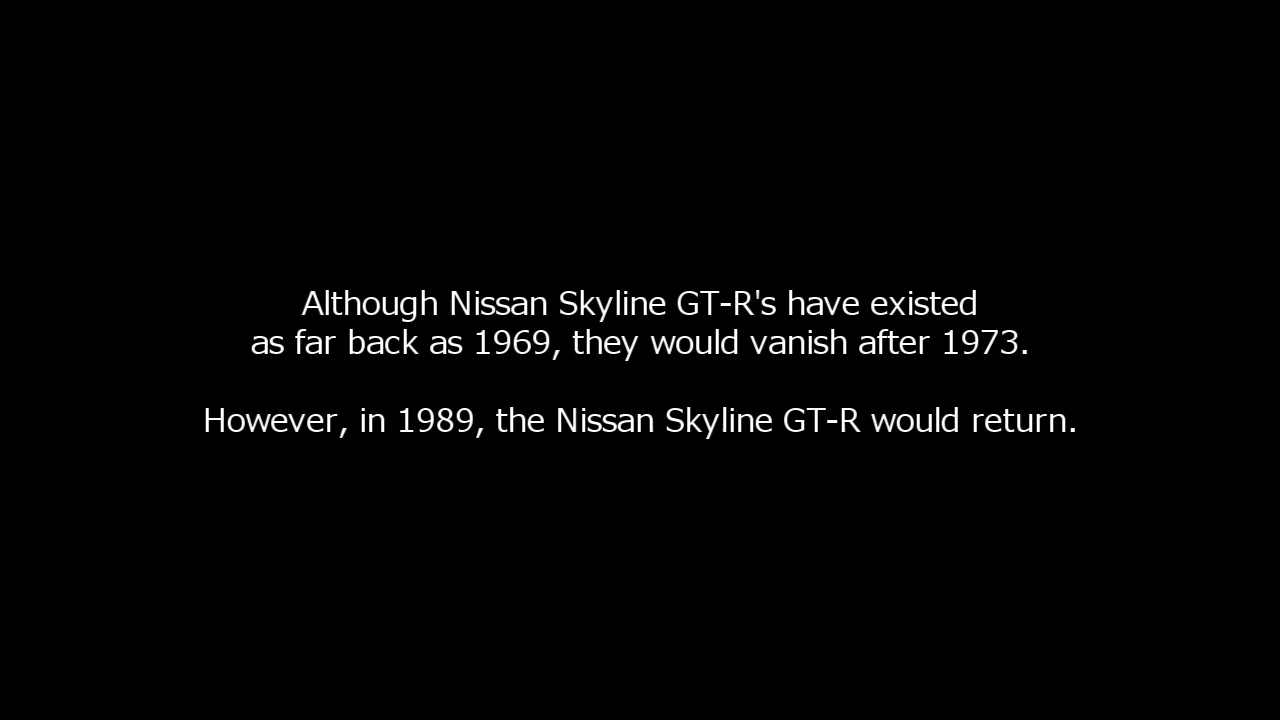 Although Nissan Skyline GT-R's have existed
as far back as 1969, they would vanish after 1973.
However, in 1989, the Nissan Skyline GT-R would return.